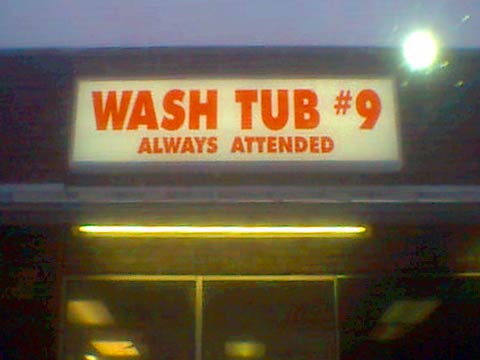 WASH TUB #9
ALWAYS ATTENDED